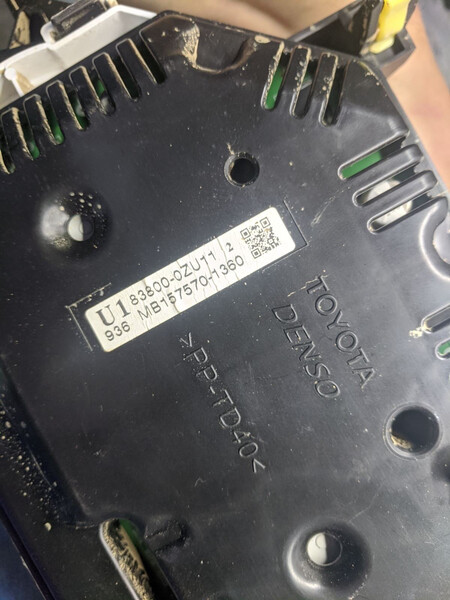 U1 83800-0ZU11 2
936 MB157570-1360
TOYOTA
DENSO
>PP-TD40<